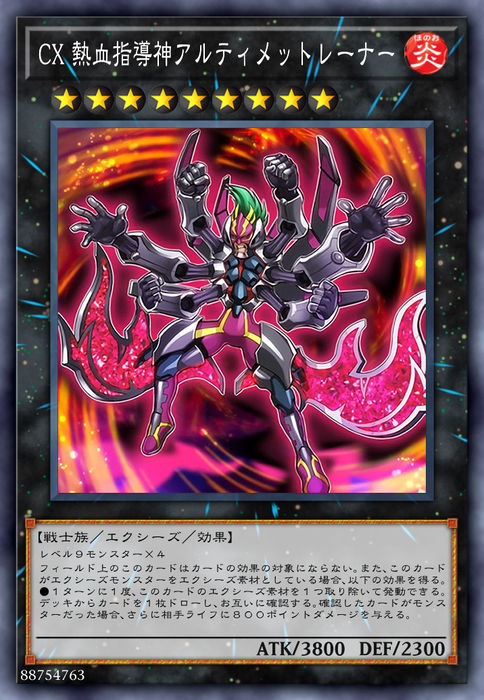 CX 熱血指導神アルティメットレーナー
ほのお
炎
【戦士族/エクシーズ/効果】
レベル9モンスター×4
フィールド上のこのカードはカードの効果の対象にならない。また、このカード
がエクシーズモンスターをエクシーズ素材としている場合、以下の効果を得る。
●1ターンに1度、このカードのエクシーズ素材を1つ取り除いて発動できる。
デッキからカードを1枚ドローし、お互いに確認する。確認したカードがモンス
ターだった場合、さらに相手ライフに800ポイントダメージを与える。
ATK/3800 DEF/2300
88754763